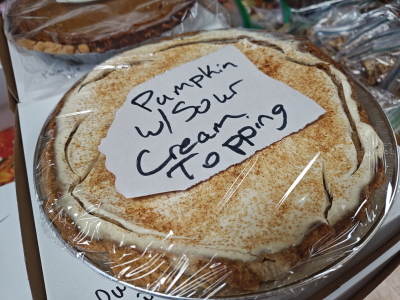 Pumpkin
w/ Sour
Cream
Topping